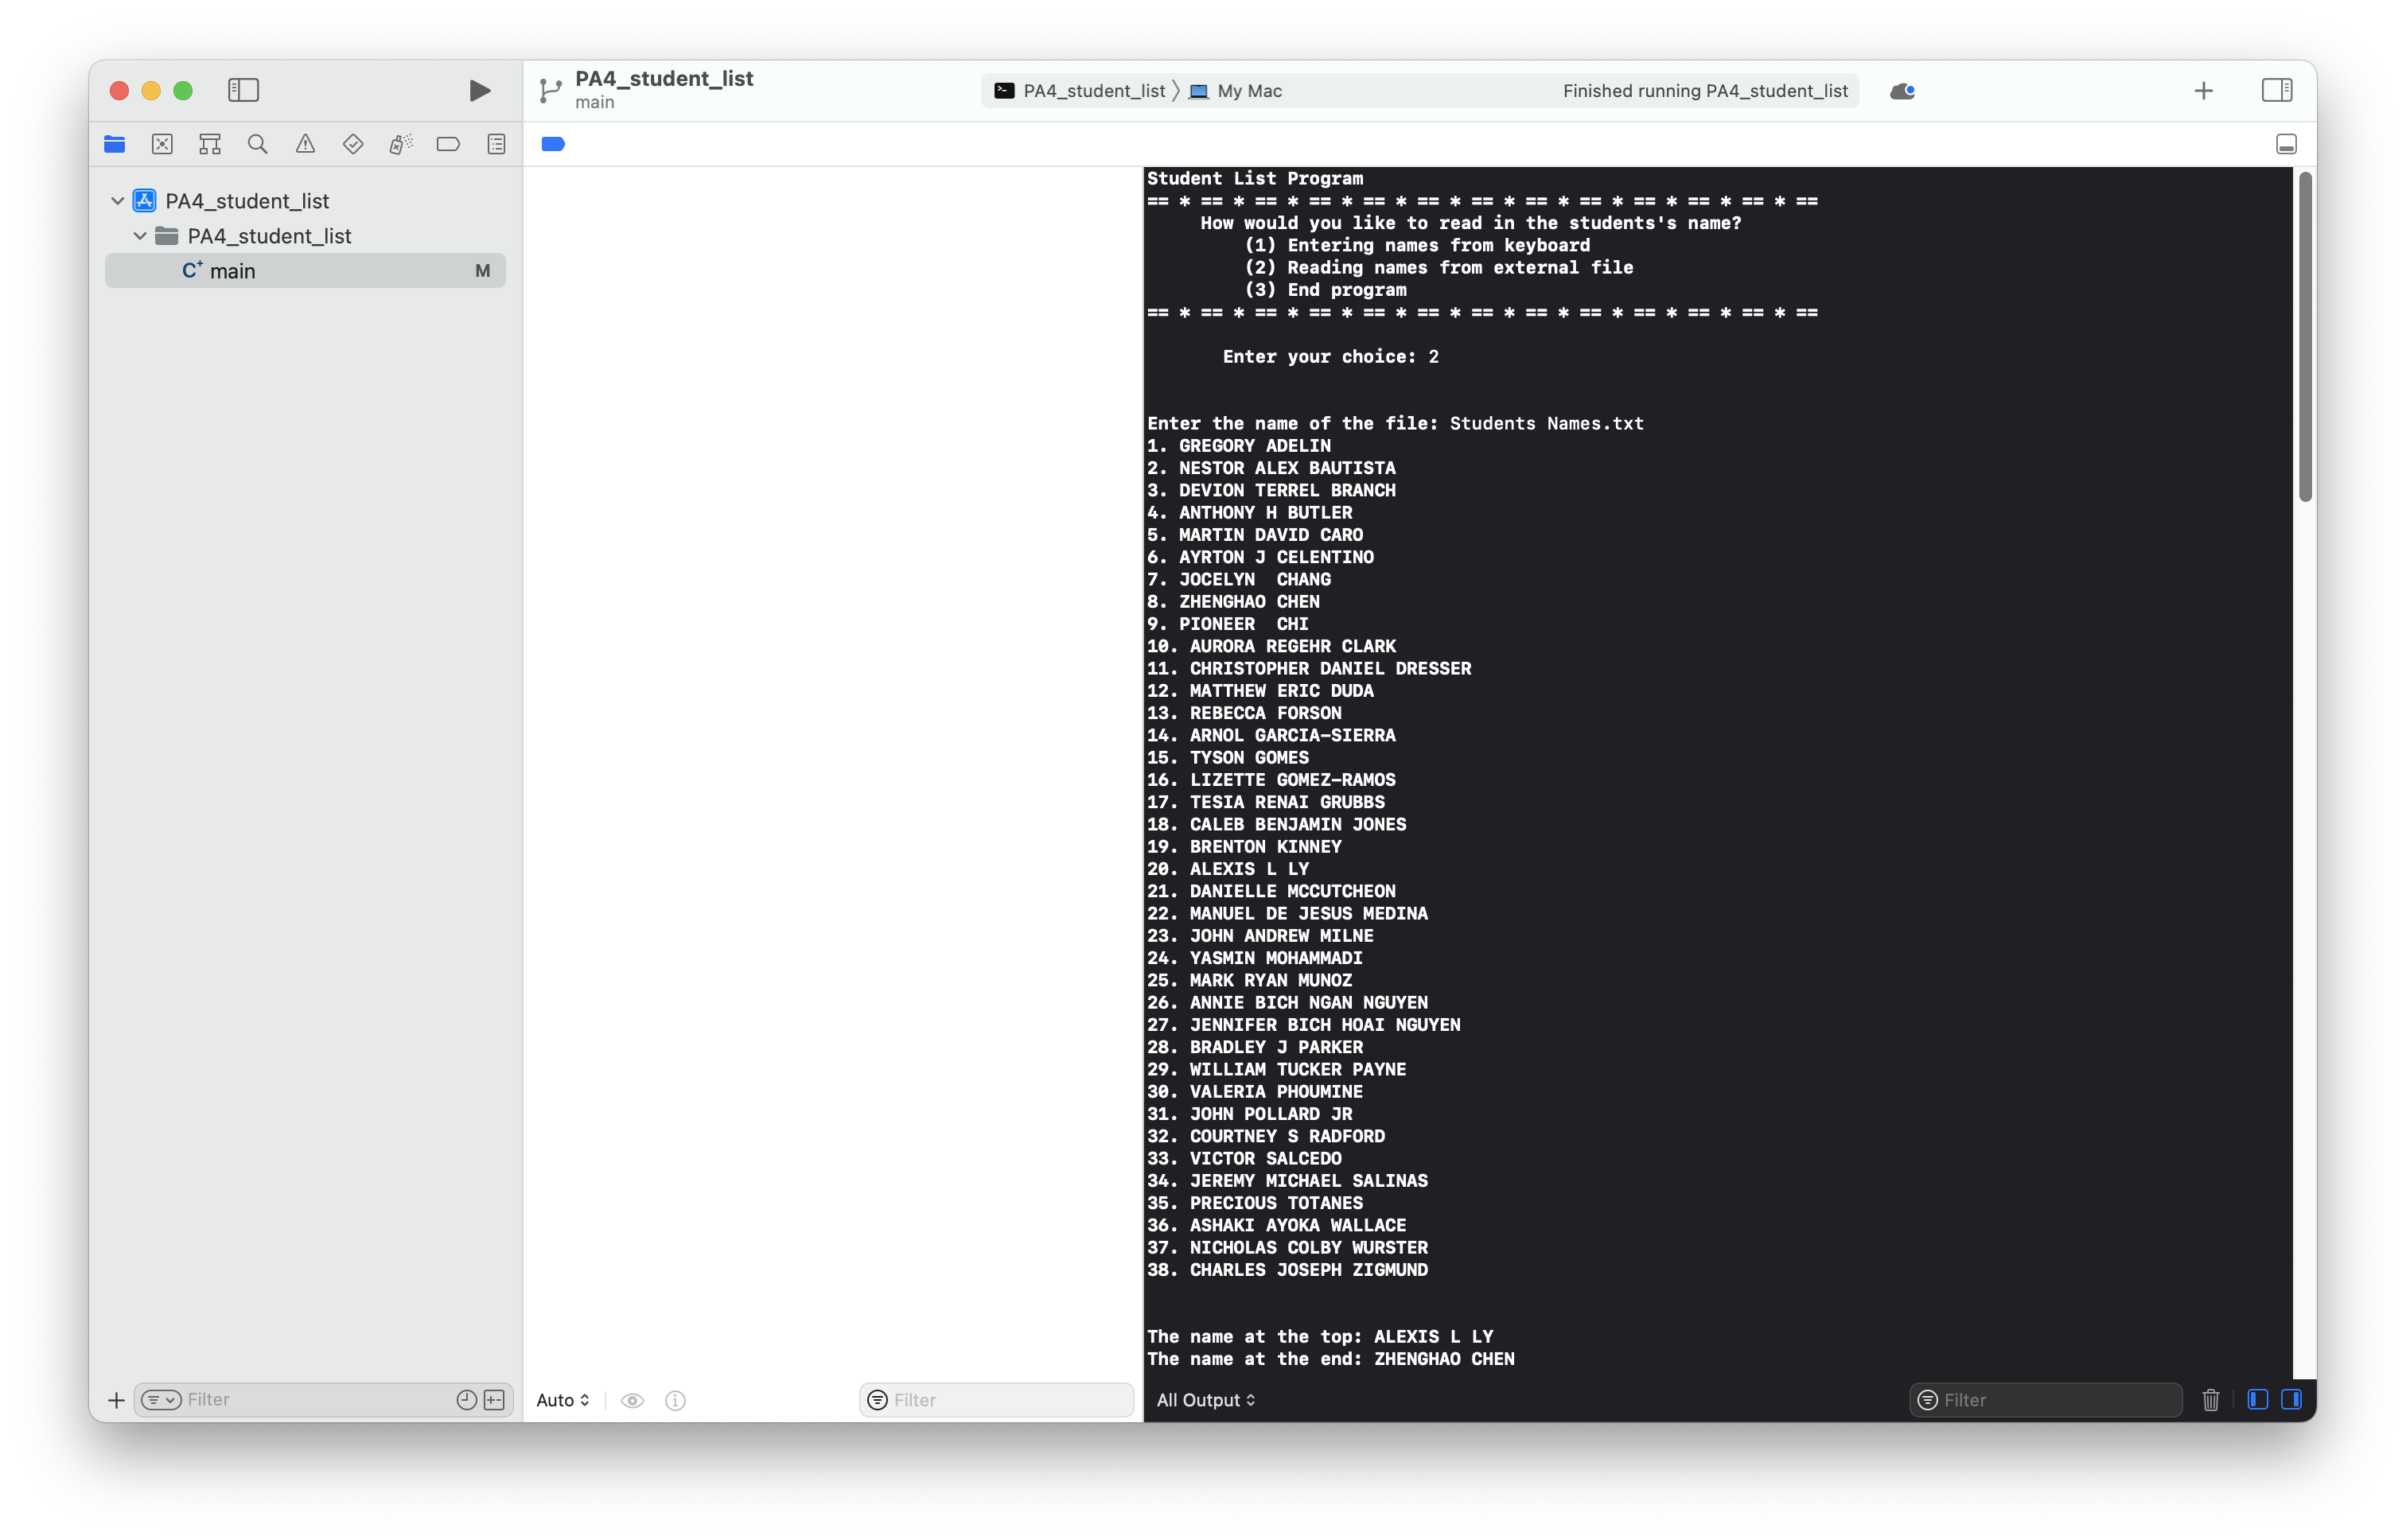 PA4_student_list
main
PA4_student_list
My Mac
Finished running PA4_student_list
PA4_student_list
PA4_student_list
main
M
Student List Program
== * == * == * == * == * == * == * == * == * == * == * == * ==
How would you like to read in the students's name?
(1) Entering names from keyboard
(2) Reading names from external file
(3) End program
== * == * == * == * == * == * == * == * == * == * == * == * ==
Enter your choice: 2
Enter the name of the file: Students Names.txt
1. GREGORY ADELIN
2. NESTOR ALEX BAUTISTA
3. DEVION TERREL BRANCH
4. ANTHONY H BUTLER
5. MARTIN DAVID CARO
6. AYRTON J CELENTINO
7. JOCELYN  CHANG
8. ZHENGHAO CHEN
9. PIONEER  CHI
10. AURORA REGEHR CLARK
11. CHRISTOPHER DANIEL DRESSER
12. MATTHEW ERIC DUDA
13. REBECCA FORSON
14. ARNOL GARCIA-SIERRA
15. TYSON GOMES
16. LIZETTE GOMEZ-RAMOS
17. TESIA RENAI GRUBBS
18. CALEB BENJAMIN JONES
19. BRENTON KINNEY
20. ALEXIS L LY
21. DANIELLE MCCUTCHEON
22. MANUEL DE JESUS MEDINA
23. JOHN ANDREW MILNE
24. YASMIN MOHAMMADI
25. MARK RYAN MUNOZ
26. ANNIE BICH NGAN NGUYEN
27. JENNIFER BICH HOAI NGUYEN
28. BRADLEY J PARKER
29. WILLIAM TUCKER PAYNE
30. VALERIA PHOUMINE
31. JOHN POLLARD JR
32. COURTNEY S RADFORD
33. VICTOR SALCEDO
34. JEREMY MICHAEL SALINAS
35. PRECIOUS TOTANES
36. ASHAKI AYOKA WALLACE
37. NICHOLAS COLBY WURSTER
38. CHARLES JOSEPH ZIGMUND
The name at the top: ALEXIS L LY
The name at the end: ZHENGHAO CHEN
Filter
Auto
Filter
All Output
Filter